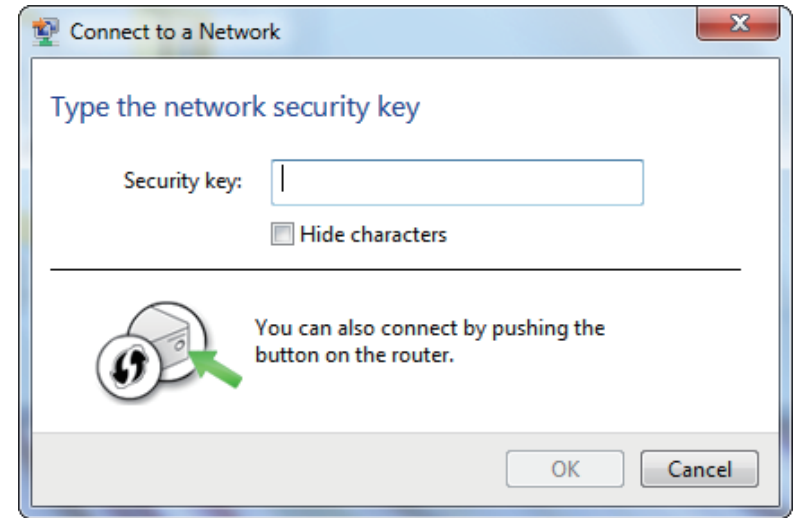 Connect to a Network
Type the network security key
Security key:
Hide characters
You can also connect by pushing the
button on the router.
OK
Cancel